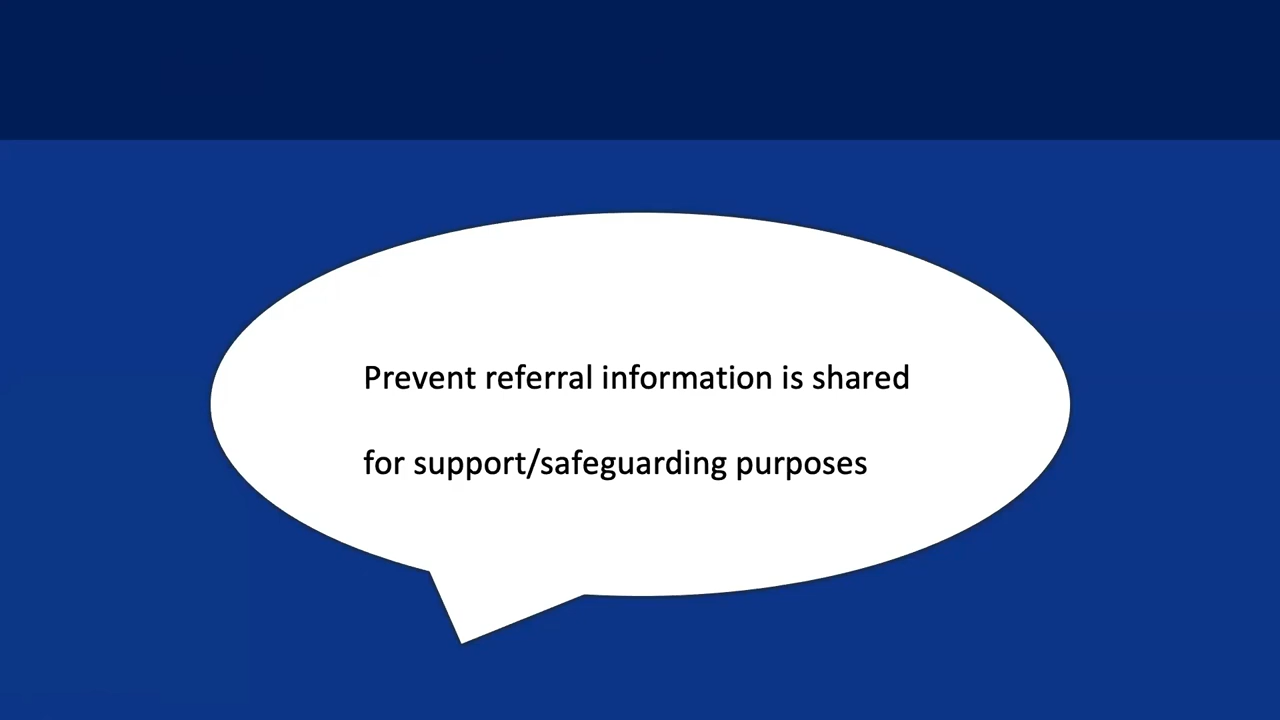 Prevent referral information is shared
for support/safeguarding purposes